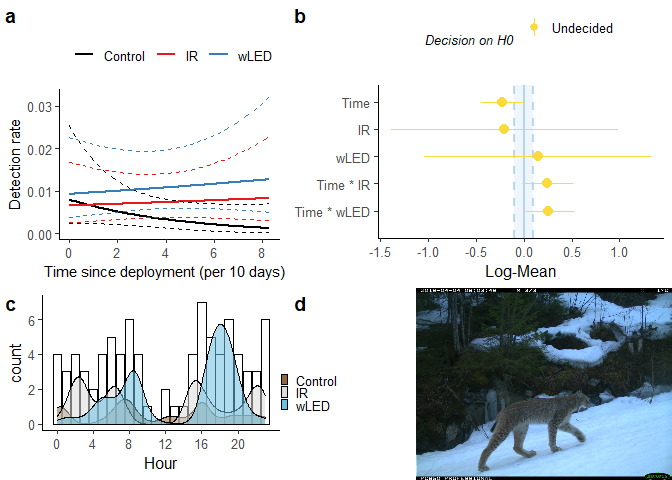 a
Control IR wLED
Detection rate
0.03
0.02
0.01
0.00
0 2 4 6 8
Time since deployment (per 10 days)
b
Decision on H0 Undecided
Time
IR
wLED
Time * IR
Time * wLED
-1.5 -1.0 -0.5 0.0 0.5 1.0
Log-Mean
c
count
6
4
2
0
0 4 8 12 16 20
Hour
Control
IR
wLED
d